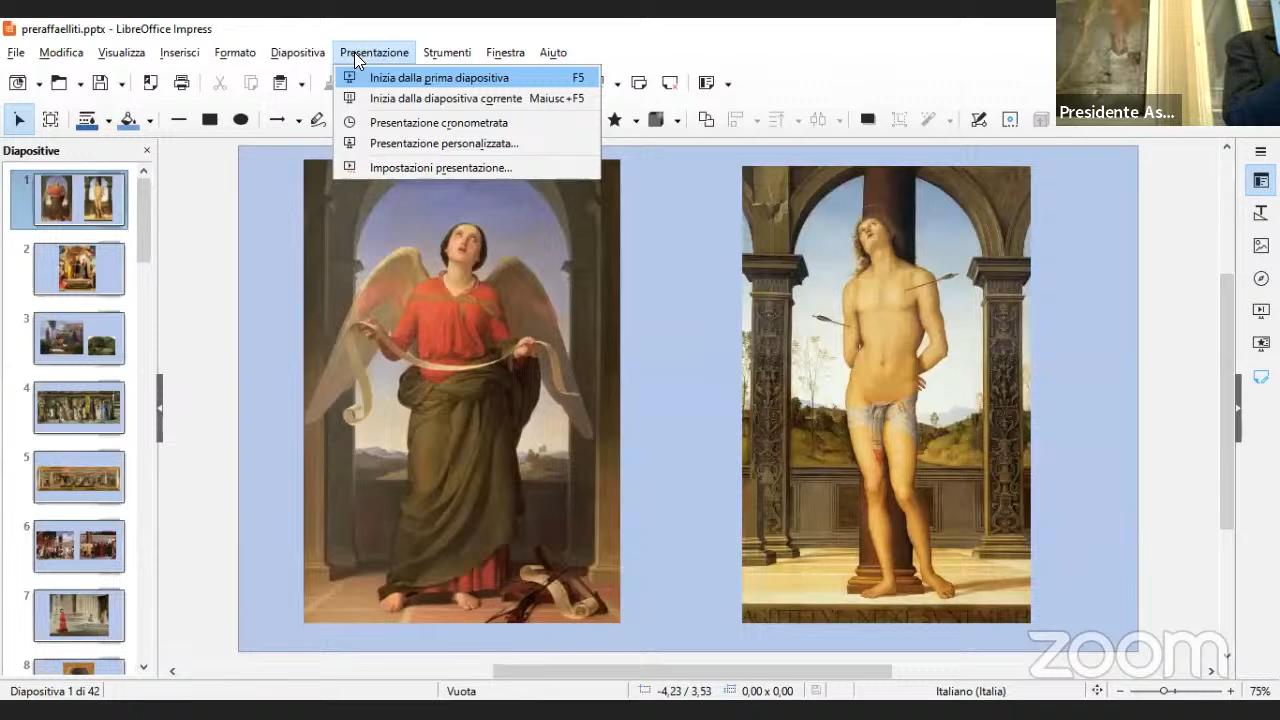 preraffaelliti.pptx - LibreOffice Impress
File Modifica Visualizza Inserisci Formato Diapositiva Presentazione Strumenti Finestra Aiuto
Inizia dalla prima diapositiva F5
Inizia dalla diapositiva corrente Maiusc+F5
Presentazione cronometrata
Presentazione personalizzata...
Impostazioni presentazione...
Presidente As...
Diapositive
1
2
3
4
5
6
7
8
zoom
Diapositiva 1 di 42 Vuota -4,23 / 3,53 0,00 x 0,00 Italiano (Italia) 75%